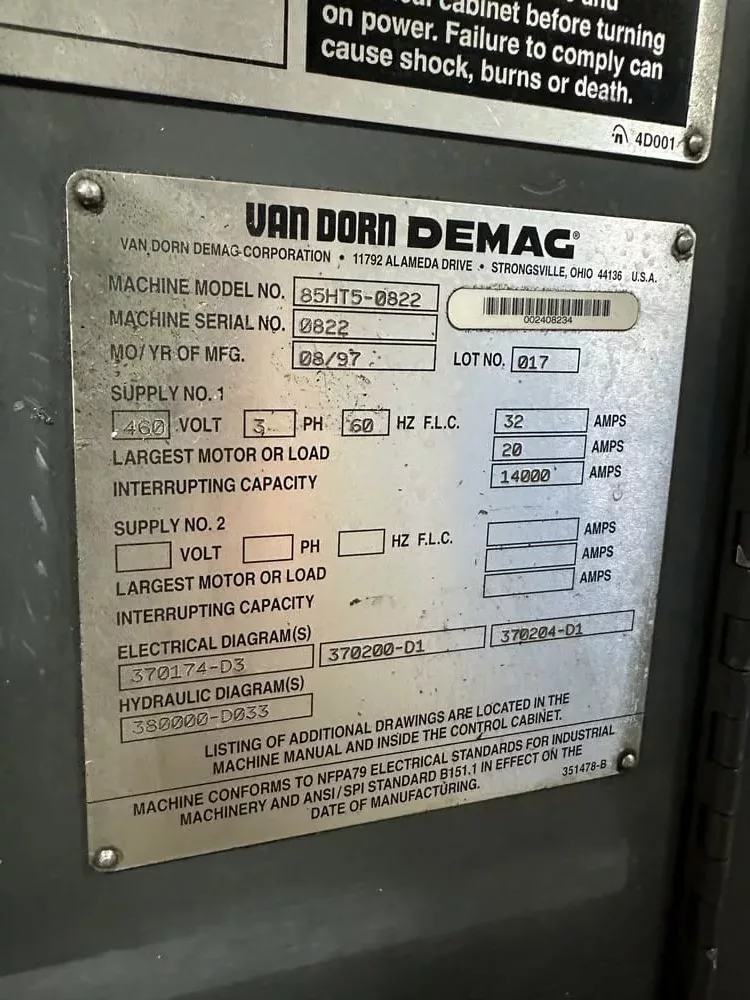 cabinet before turning
on power. Failure to comply can
cause shock, burns or death.
4D001
VAN DORN DEMAG®
VAN DORN DEMAG CORPORATION • 11792 ALAMEDA DRIVE • STRONGSVILLE, OHIO 44136 U.S.A.
MACHINE MODEL NO. 85HT5-0822
002408234
MACHINE SERIAL NO. 0822
MO/YR OF MFG. 08/97 LOT NO. 017
SUPPLY NO. 1
460 VOLT 3 PH 60 HZ F.L.C. 32 AMPS
LARGEST MOTOR OR LOAD 20 AMPS
INTERRUPTING CAPACITY 14000 AMPS
SUPPLY NO. 2
VOLT PH HZ F.L.C. AMPS
LARGEST MOTOR OR LOAD AMPS
INTERRUPTING CAPACITY AMPS
ELECTRICAL DIAGRAM(S)
370174-D3 370200-D1 370204-D1
HYDRAULIC DIAGRAM(S)
380000-D033
LISTING OF ADDITIONAL DRAWINGS ARE LOCATED IN THE
MACHINE MANUAL AND INSIDE THE CONTROL CABINET.
MACHINE CONFORMS TO NFPA79 ELECTRICAL STANDARDS FOR INDUSTRIAL
MACHINERY AND ANSI/SPI STANDARD B151.1 IN EFFECT ON THE
DATE OF MANUFACTURING.
351478-B